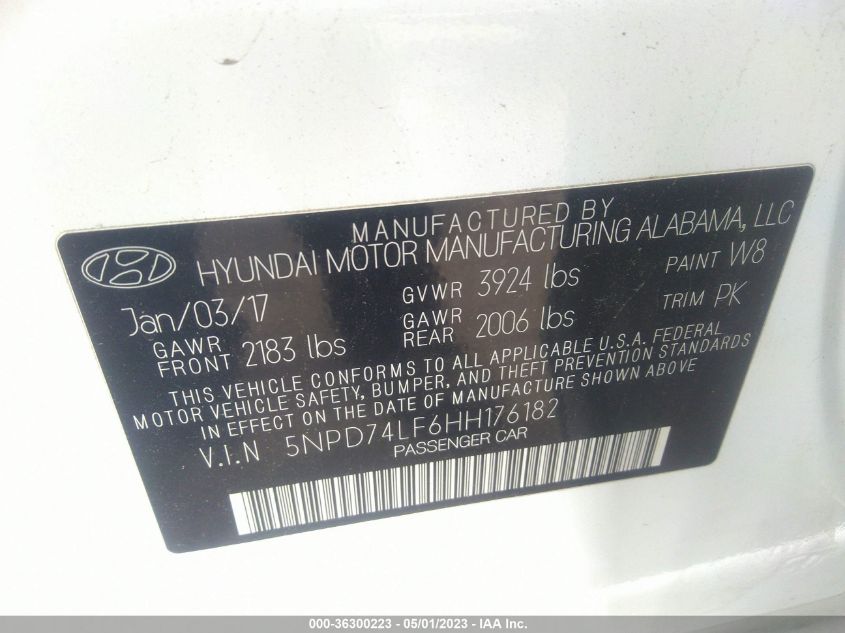 MANUFACTURED BY
HYUNDAI MOTOR MANUFACTURING ALABAMA, LLC
Jan/03/17 GVWR 3924 lbs PAINT W8
GAWR FRONT 2183 lbs GAWR REAR 2006 lbs TRIM PK
THIS VEHICLE CONFORMS TO ALL APPLICABLE U.S.A. FEDERAL
MOTOR VEHICLE SAFETY, BUMPER, AND THEFT PREVENTION STANDARDS
IN EFFECT ON THE DATE OF MANUFACTURE SHOWN ABOVE
V.I.N 5NPD74LF6HH176182
PASSENGER CAR
000-36300223 - 05/01/2023 - IAA Inc.